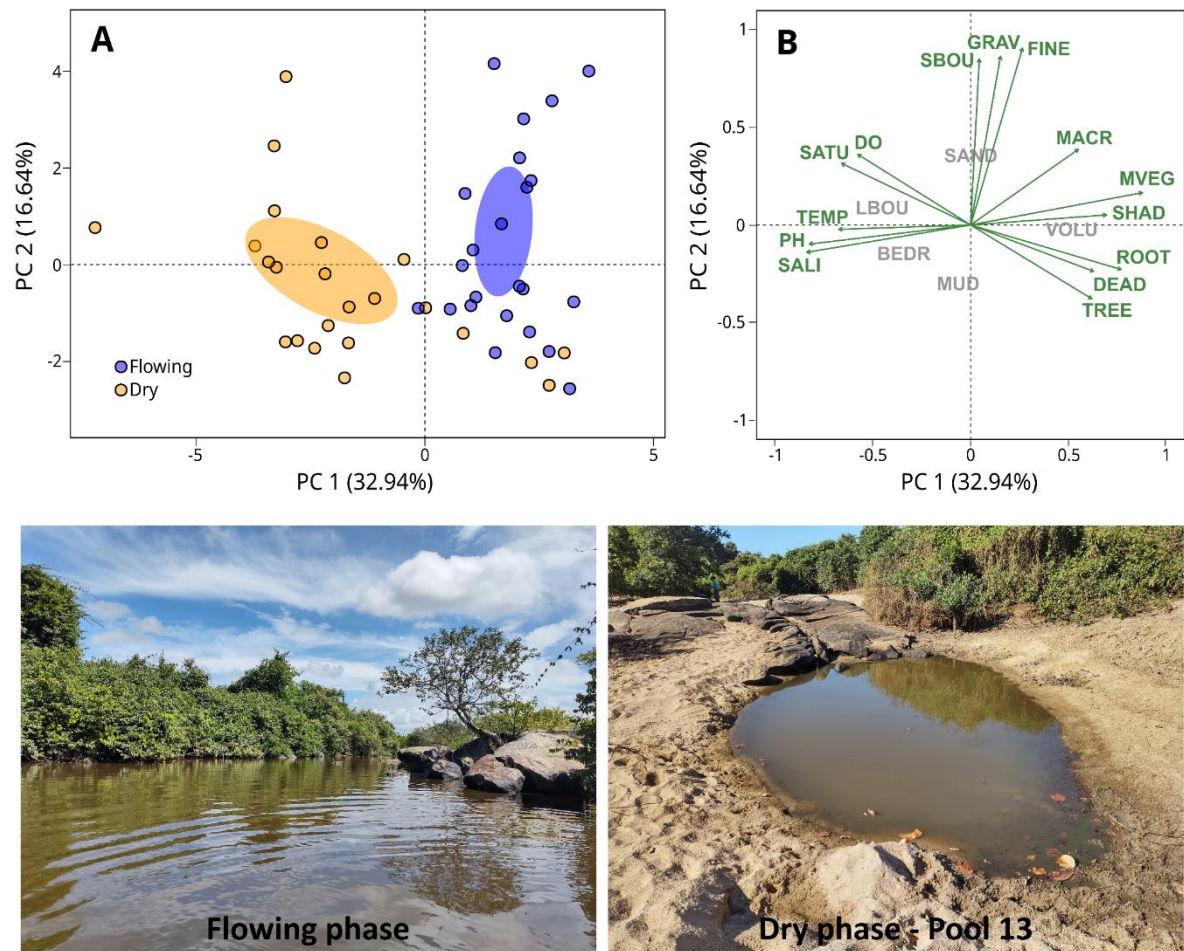 A
PC 2 (16.64%)
4
2
0
-2
-5
0
5
PC 1 (32.94%)
Flowing
Dry
B
PC 2 (16.64%)
1
0.5
0
-0.5
-1
-1
-0.5
0
0.5
1
PC 1 (32.94%)
GRAV
SBOU
FINE
MACR
SATU
DO
SAND
MVEG
LBOU
SHAD
TEMP
VOLU
PH
BEDR
ROOT
SALI
DEAD
MUD
TREE
Flowing phase
Dry phase - Pool 13